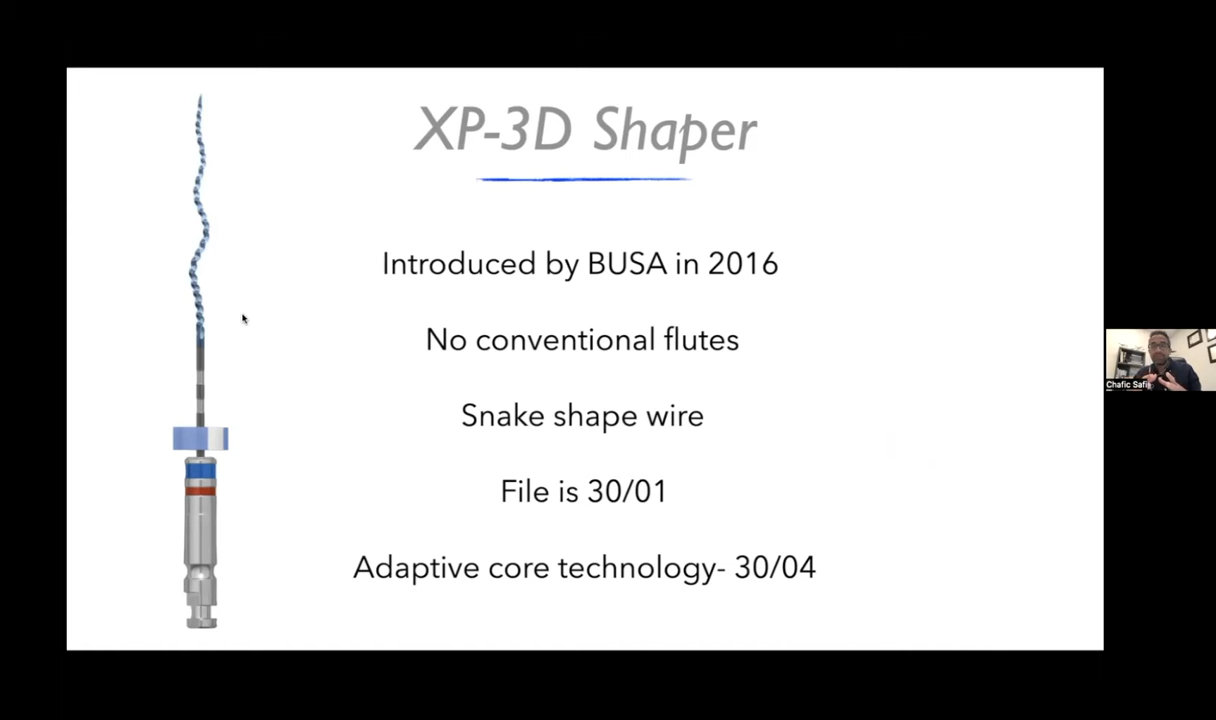 XP-3D Shaper
Introduced by BUSA in 2016
No conventional flutes
Snake shape wire
File is 30/01
Adaptive core technology- 30/04
Chafic Safi